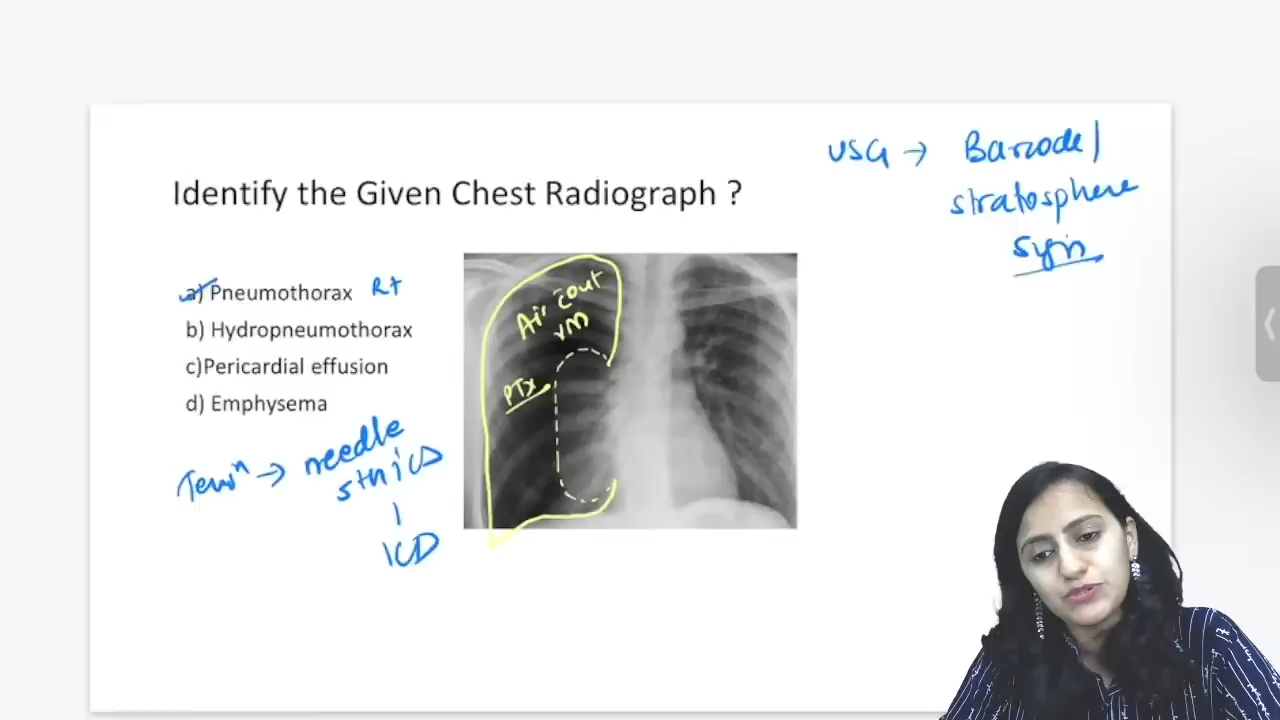 USG → Barcode/
stratosphere
sign
Identify the Given Chest Radiograph ?
a) Pneumothorax Rt
b) Hydropneumothorax
c)Pericardial effusion
d) Emphysema
Air
PTx
needle
ICD
ICD